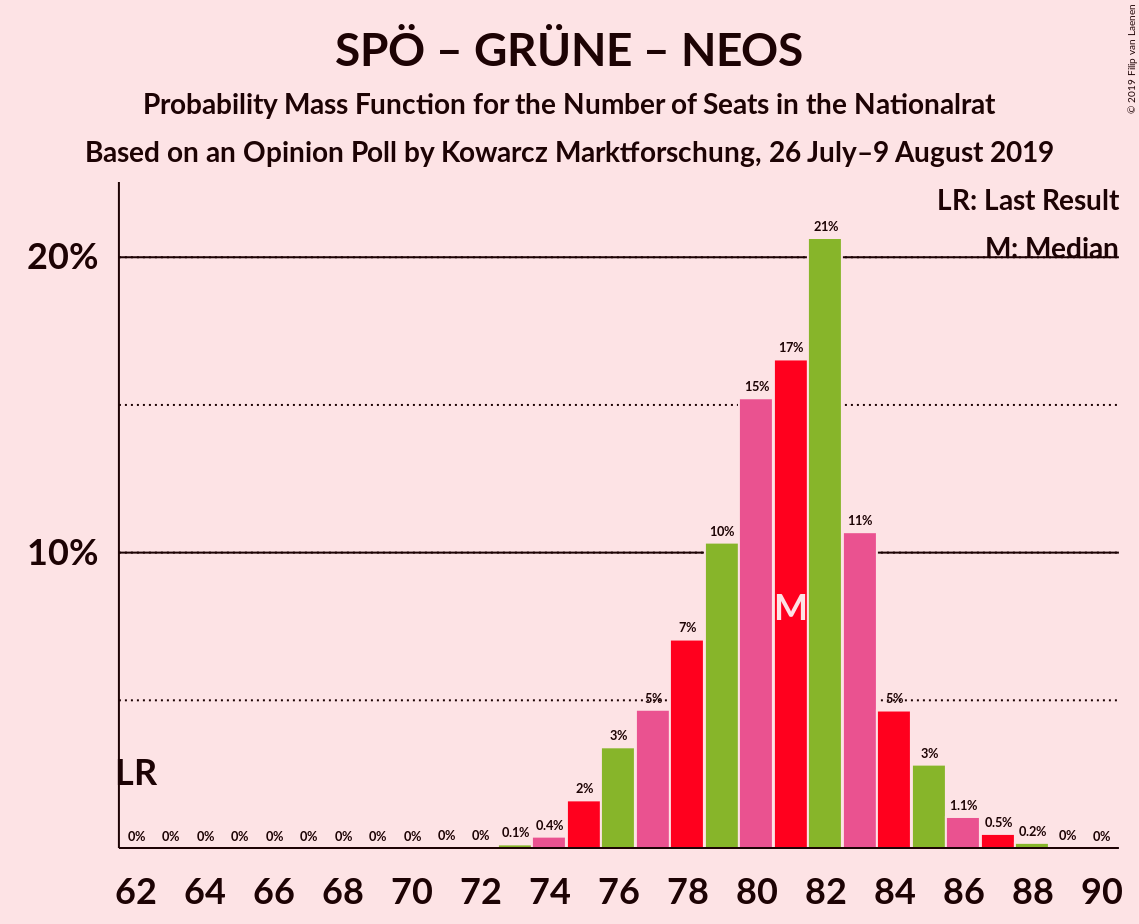 SPÖ – GRÜNE – NEOS
Probability Mass Function for the Number of Seats in the Nationalrat
Based on an Opinion Poll by Kowarcz Marktforschung, 26 July–9 August 2019
© 2019 Filip van Laenen
LR: Last Result
M: Median
20%
10%
21%
17%
15%
11%
10%
7%
5%
5%
3%
3%
2%
1.1%
0.5%
0.4%
0.2%
0.1%
0% 0% 0% 0% 0% 0% 0% 0% 0% 0% 0% 0% 0%
M
LR
62 64 66 68 70 72 74 76 78 80 82 84 86 88 90